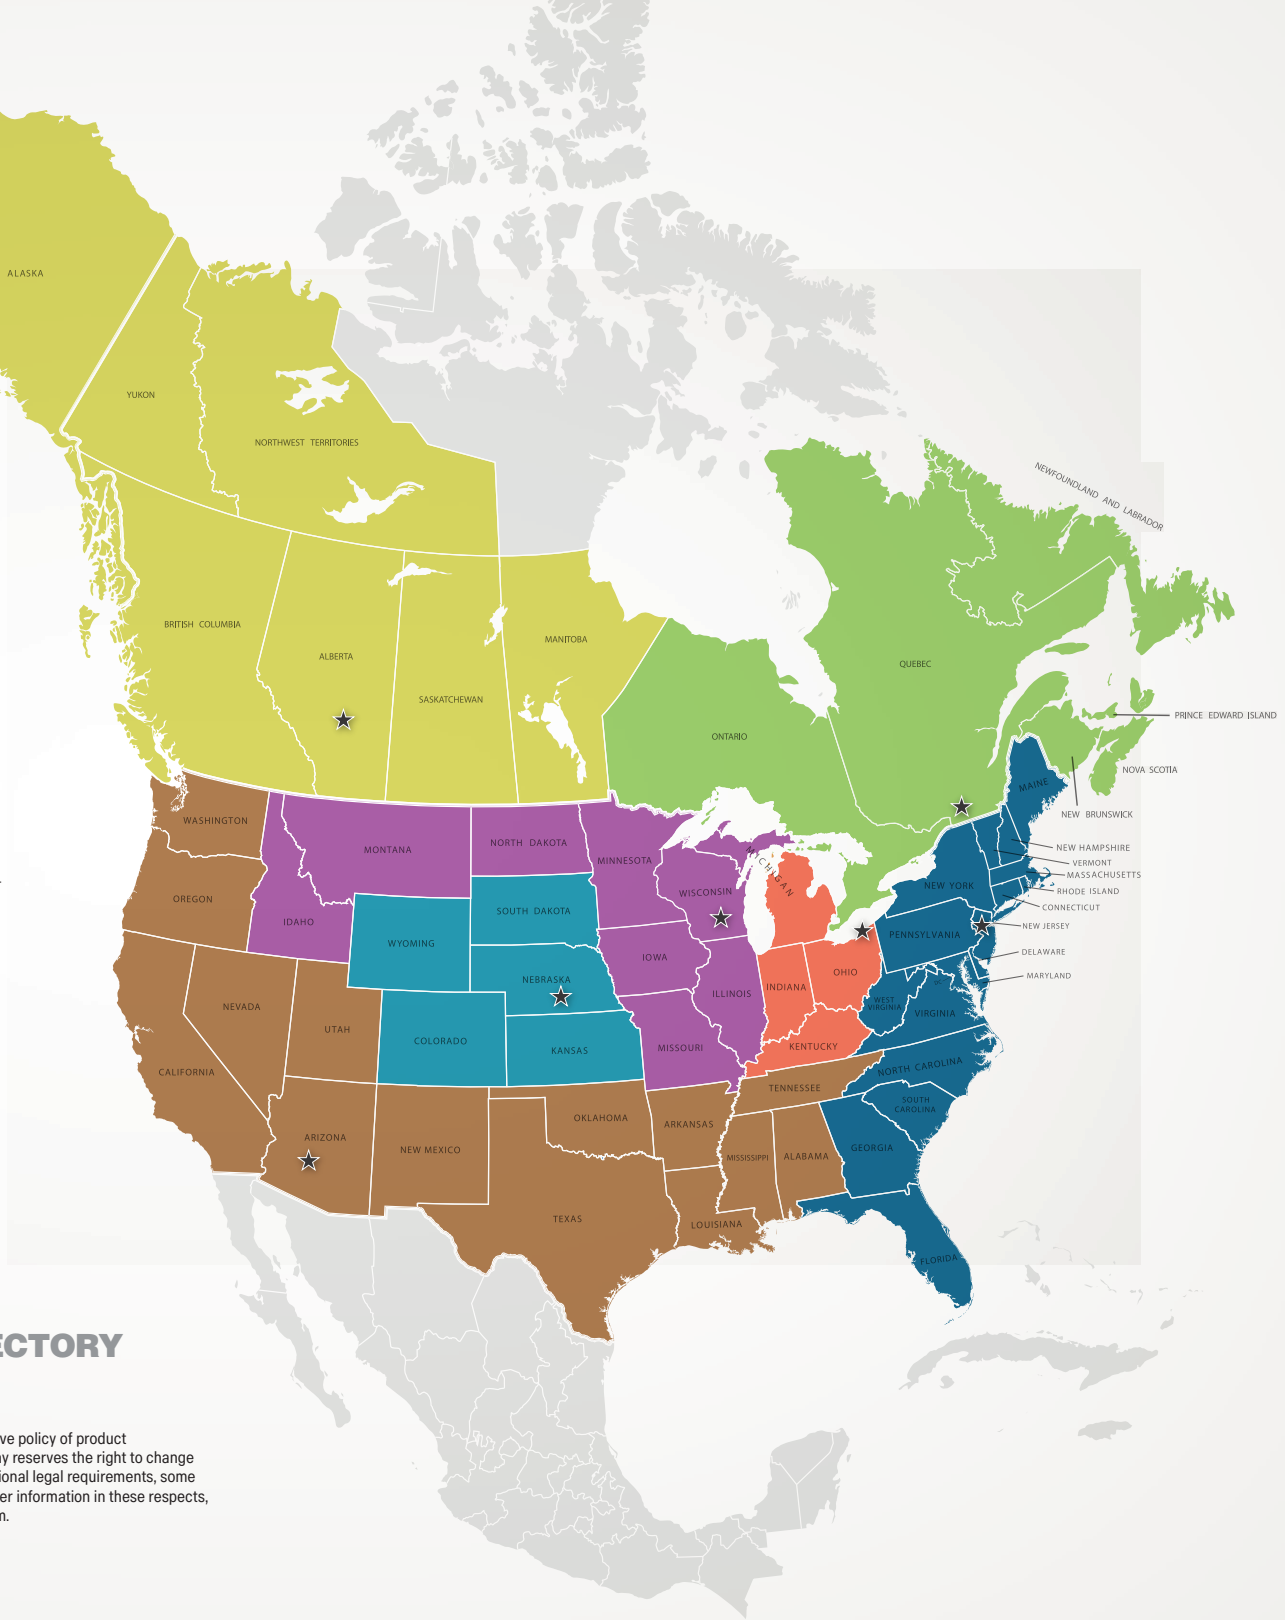 ALASKA
YUKON
NORTHWEST TERRITORIES
NEWFOUNDLAND AND LABRADOR
BRITISH COLUMBIA
ALBERTA
SASKATCHEWAN
MANITOBA
ONTARIO
QUEBEC
PRINCE EDWARD ISLAND
NOVA SCOTIA
NEW BRUNSWICK
MAINE
NEW HAMPSHIRE
VERMONT
MASSACHUSETTS
RHODE ISLAND
CONNECTICUT
NEW JERSEY
DELAWARE
MARYLAND
WASHINGTON
MONTANA
NORTH DAKOTA
MINNESOTA
MICHIGAN
WISCONSIN
NEW YORK
OREGON
IDAHO
SOUTH DAKOTA
WYOMING
PENNSYLVANIA
IOWA
NEBRASKA
OHIO
INDIANA
ILLINOIS
NEVADA
UTAH
COLORADO
KANSAS
MISSOURI
KENTUCKY
WEST
VIRGINIA
VIRGINIA
CALIFORNIA
NORTH CAROLINA
TENNESSEE
SOUTH
CAROLINA
ARIZONA
NEW MEXICO
OKLAHOMA
ARKANSAS
MISSISSIPPI
ALABAMA
GEORGIA
TEXAS
LOUISIANA
FLORIDA
ECTORY
ve policy of product
ny reserves the right to change
ional legal requirements, some
er information in these respects,
m.